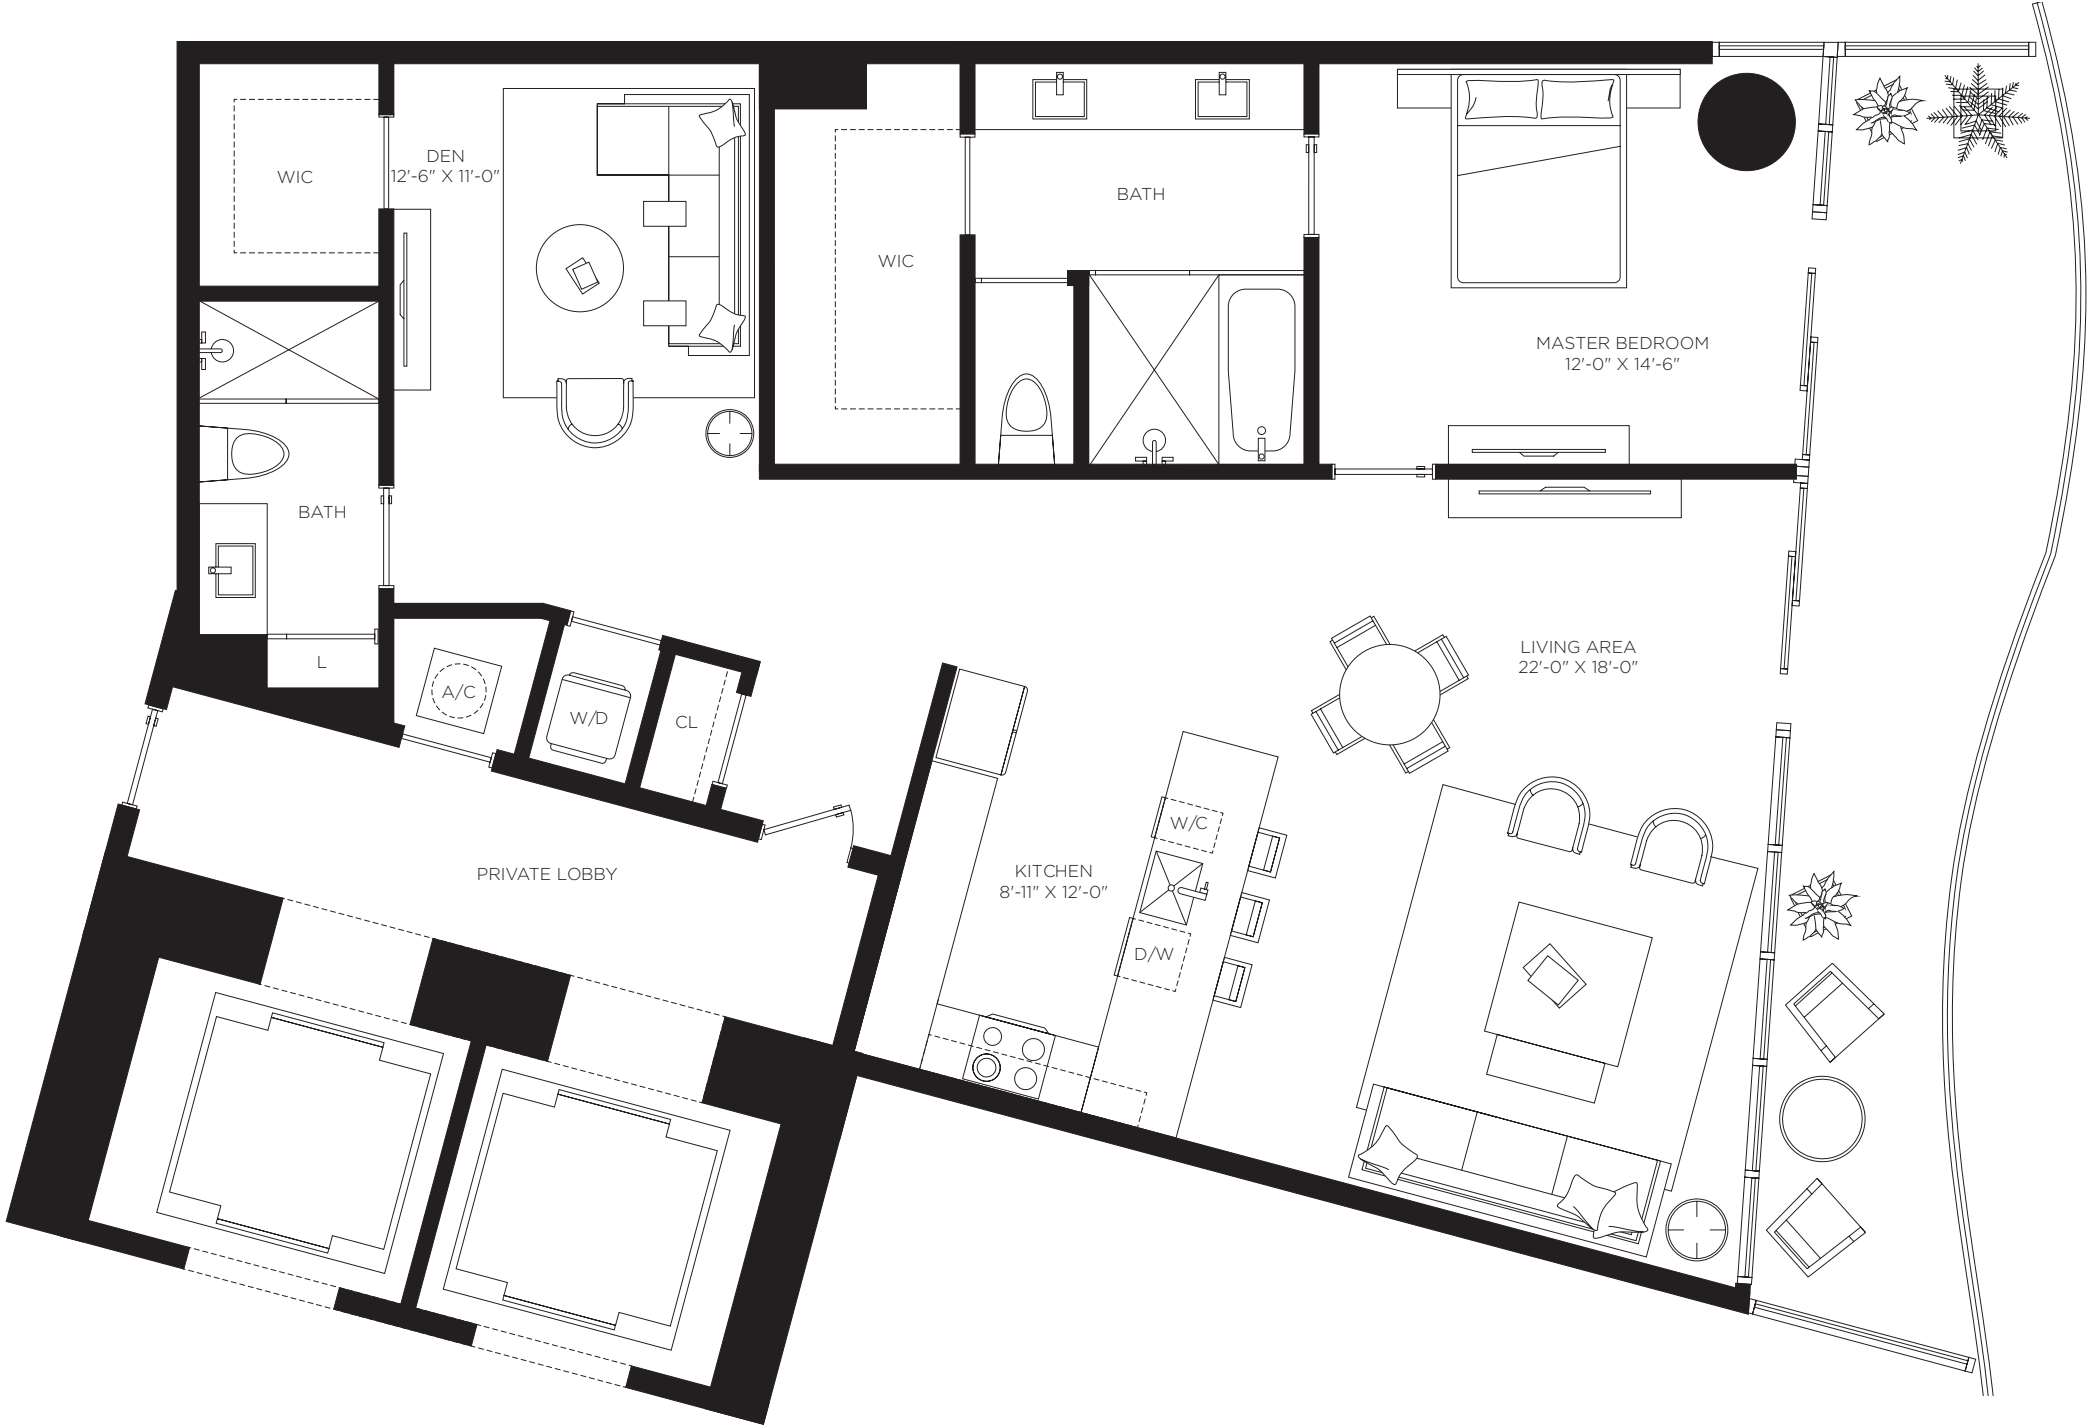 DEN
12'-6" X 11'-0"
WIC
BATH
WIC
MASTER BEDROOM
12'-0" X 14'-6"
BATH
L
A/C
W/D
CL
LIVING AREA
22'-0" X 18'-0"
W/C
KITCHEN
8'-11" X 12'-0"
D/W
PRIVATE LOBBY